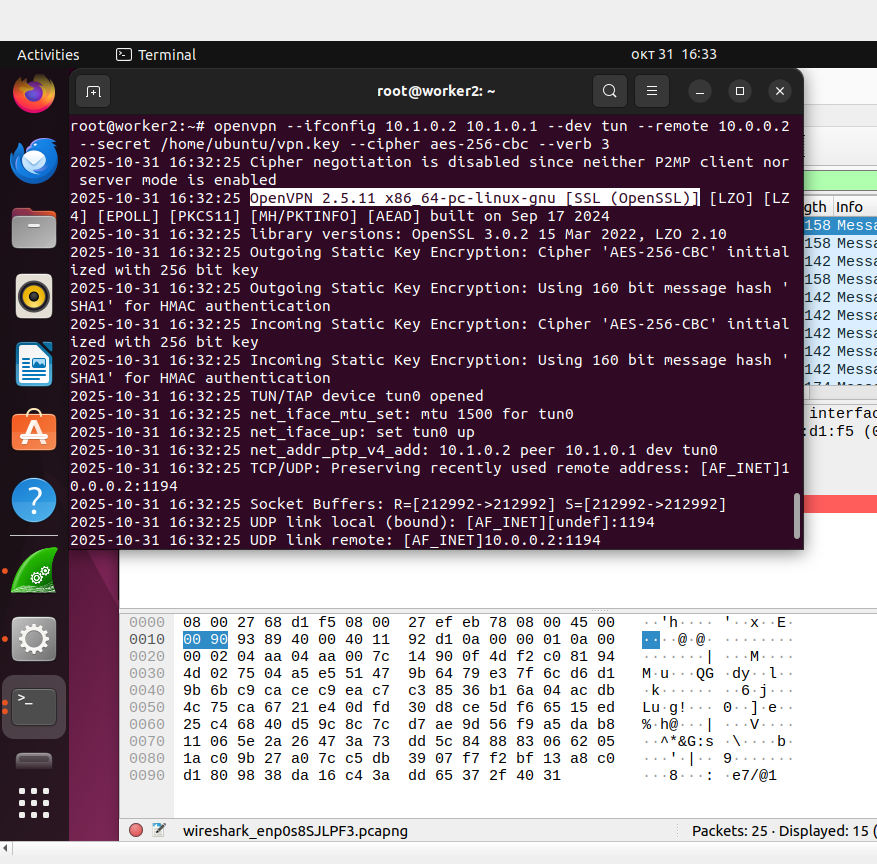 Activities Terminal окт 31 16:33
root@worker2: ~
root@worker2:~# openvpn --ifconfig 10.1.0.2 10.1.0.1 --dev tun --remote 10.0.0.2
--secret /home/ubuntu/vpn.key --cipher aes-256-cbc --verb 3
2025-10-31 16:32:25 Cipher negotiation is disabled since neither P2MP client nor
server mode is enabled
2025-10-31 16:32:25 OpenVPN 2.5.11 x86_64-pc-linux-gnu [SSL (OpenSSL)] [LZO] [LZ
4] [EPOLL] [PKCS11] [MH/PKTINFO] [AEAD] built on Sep 17 2024
2025-10-31 16:32:25 library versions: OpenSSL 3.0.2 15 Mar 2022, LZO 2.10
2025-10-31 16:32:25 Outgoing Static Key Encryption: Cipher 'AES-256-CBC' initial
ized with 256 bit key
2025-10-31 16:32:25 Outgoing Static Key Encryption: Using 160 bit message hash '
SHA1' for HMAC authentication
2025-10-31 16:32:25 Incoming Static Key Encryption: Cipher 'AES-256-CBC' initial
ized with 256 bit key
2025-10-31 16:32:25 Incoming Static Key Encryption: Using 160 bit message hash '
SHA1' for HMAC authentication
2025-10-31 16:32:25 TUN/TAP device tun0 opened
2025-10-31 16:32:25 net_iface_mtu_set: mtu 1500 for tun0
2025-10-31 16:32:25 net_iface_up: set tun0 up
2025-10-31 16:32:25 net_addr_ptp_v4_add: 10.1.0.2 peer 10.1.0.1 dev tun0
2025-10-31 16:32:25 TCP/UDP: Preserving recently used remote address: [AF_INET]1
0.0.0.2:1194
2025-10-31 16:32:25 Socket Buffers: R=[212992->212992] S=[212992->212992]
2025-10-31 16:32:25 UDP link local (bound): [AF_INET][undef]:1194
2025-10-31 16:32:25 UDP link remote: [AF_INET]10.0.0.2:1194
gth Info
158 Messa
158 Messa
142 Messa
158 Messa
142 Messa
142 Messa
142 Messa
142 Messa
142 Messa
interfac
:d1:f5 (0
0000 08 00 27 68 d1 f5 08 00 27 ef eb 78 08 00 45 00 ··'h···· '··x··E·
0010 00 90 93 89 40 00 40 11 92 d1 0a 00 00 01 0a 00 ····@·@· ········
0020 00 02 04 aa 04 aa 00 7c 14 90 0f 4d f2 c0 81 94 ·······| ···M····
0030 4d 02 75 04 a5 e5 51 47 9b 64 79 e3 7f 6c d6 d1 M·u···QG ·dy··l··
0040 9b 6b c9 ca ce c9 ea c7 c3 85 36 b1 6a 04 ac db ·k······ ··6·j···
0050 4c 75 ca 67 21 e4 0d fd 30 d8 ce 5d f6 65 15 ed Lu·g!··· 0··]·e··
0060 25 c4 68 40 d5 9c 8c 7c d7 ae 9d 56 f9 a5 da b8 %·h@···| ···V····
0070 11 06 5e 2a 26 47 3a 73 dd 5c 84 88 83 06 62 05 ··^*&G:s ·\····b·
0080 1a c0 9b 27 a0 7c c5 db 39 07 f7 f2 bf 13 a8 c0 ···'·|·· 9·······
0090 d1 80 98 38 da 16 c4 3a dd 65 37 2f 40 31 ···8···: ·e7/@1
wireshark_enp0s8SJLPF3.pcapng Packets: 25 · Displayed: 15 (